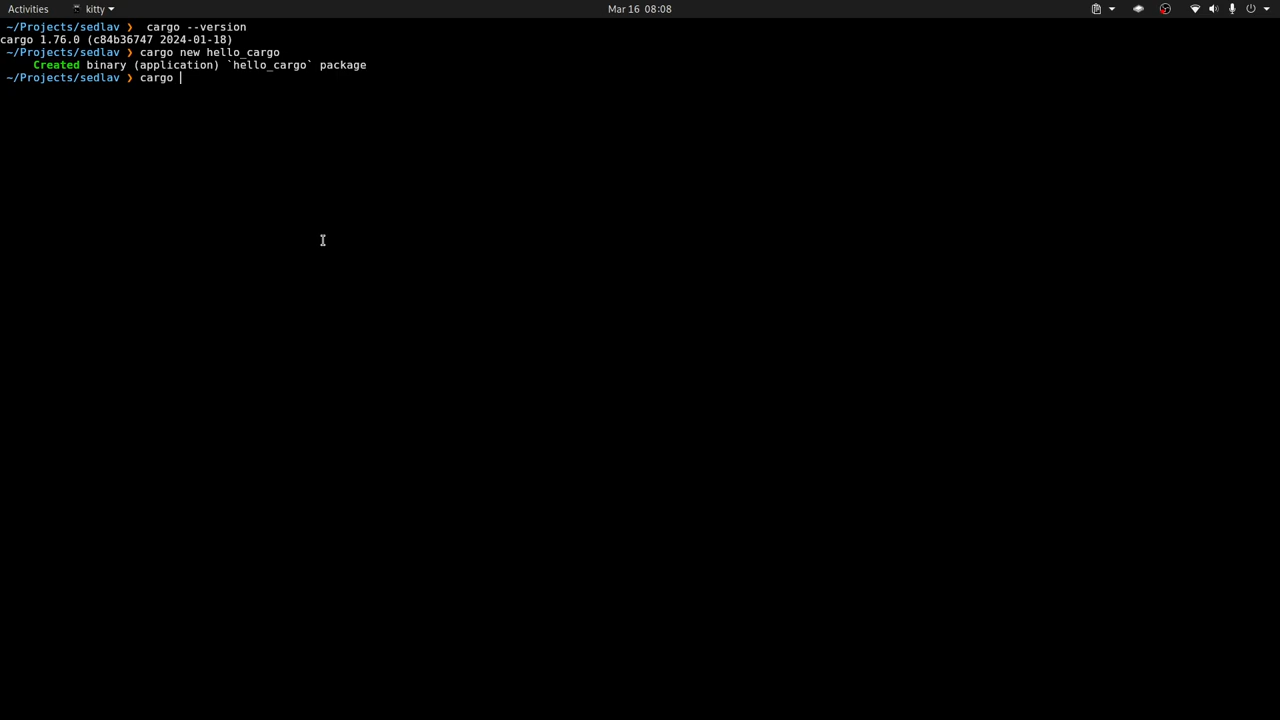 Activities kitty Mar 16 08:08
~/Projects/sedlav ❯ cargo --version
cargo 1.76.0 (c84b36747 2024-01-18)
~/Projects/sedlav ❯ cargo new hello_cargo
Created binary (application) `hello_cargo` package
~/Projects/sedlav ❯ cargo